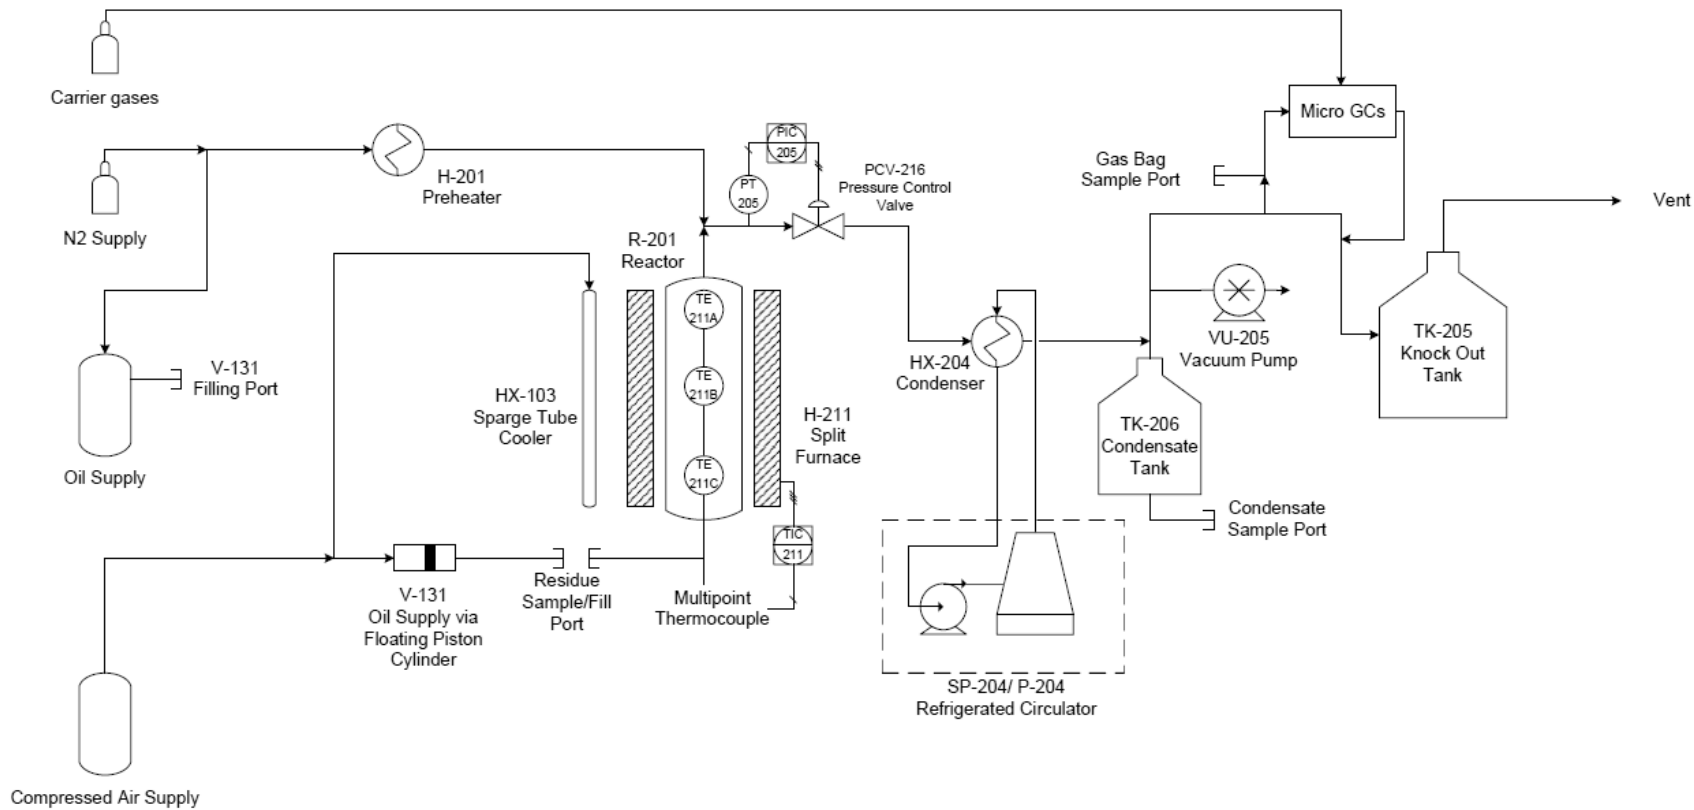 Carrier gases
Micro GCs
PIC
205
H-201
Preheater
PT
205
PCV-216
Pressure Control
Valve
Gas Bag
Sample Port
Vent
N2 Supply
R-201
Reactor
TE
211A
V-131
Filling Port
HX-103
Sparge Tube
Cooler
TE
211B
H-211
Split
Furnace
HX-204
Condenser
VU-205
Vacuum Pump
TK-205
Knock Out
Tank
TK-206
Condensate
Tank
Oil Supply
TE
211C
Condensate
Sample Port
TIC
211
V-131
Oil Supply via
Floating Piston
Cylinder
Residue
Sample/Fill
Port
Multipoint
Thermocouple
SP-204/ P-204
Refrigerated Circulator
Compressed Air Supply